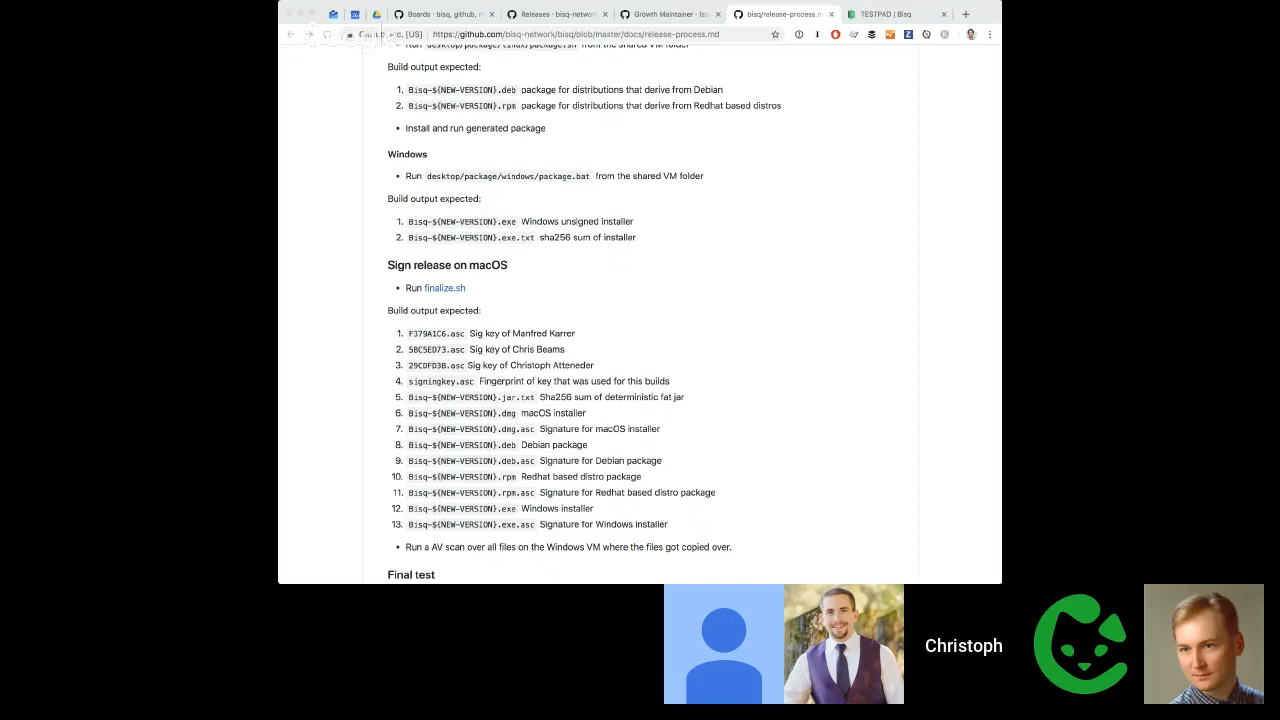 Boards - bisq, github, n
Releases - bisq-networ
Growth Maintainer - Iss
bisq/release-process.m
TESTPAD | Bisq
https://github.com/bisq-network/bisq/blob/master/docs/release-process.md
• Run desktop/package/linux/package.sh from the shared VM folder
Build output expected:
1. Bisq-${NEW-VERSION}.deb package for distributions that derive from Debian
2. Bisq-${NEW-VERSION}.rpm package for distributions that derive from Redhat based distros
• Install and run generated package
Windows
• Run desktop/package/windows/package.bat from the shared VM folder
Build output expected:
1. Bisq-${NEW-VERSION}.exe Windows unsigned installer
2. Bisq-${NEW-VERSION}.exe.txt sha256 sum of installer
Sign release on macOS
• Run finalize.sh
Build output expected:
1. F379A1C6.asc Sig key of Manfred Karrer
2. 5BC5ED73.asc Sig key of Chris Beams
3. 29CDFD3B.asc Sig key of Christoph Atteneder
4. signingkey.asc Fingerprint of key that was used for this builds
5. Bisq-${NEW-VERSION}.jar.txt Sha256 sum of deterministic fat jar
6. Bisq-${NEW-VERSION}.dmg macOS installer
7. Bisq-${NEW-VERSION}.dmg.asc Signature for macOS installer
8. Bisq-${NEW-VERSION}.deb Debian package
9. Bisq-${NEW-VERSION}.deb.asc Signature for Debian package
10. Bisq-${NEW-VERSION}.rpm Redhat based distro package
11. Bisq-${NEW-VERSION}.rpm.asc Signature for Redhat based distro package
12. Bisq-${NEW-VERSION}.exe Windows installer
13. Bisq-${NEW-VERSION}.exe.asc Signature for Windows installer
• Run a AV scan over all files on the Windows VM where the files got copied over.
Final test
Christoph